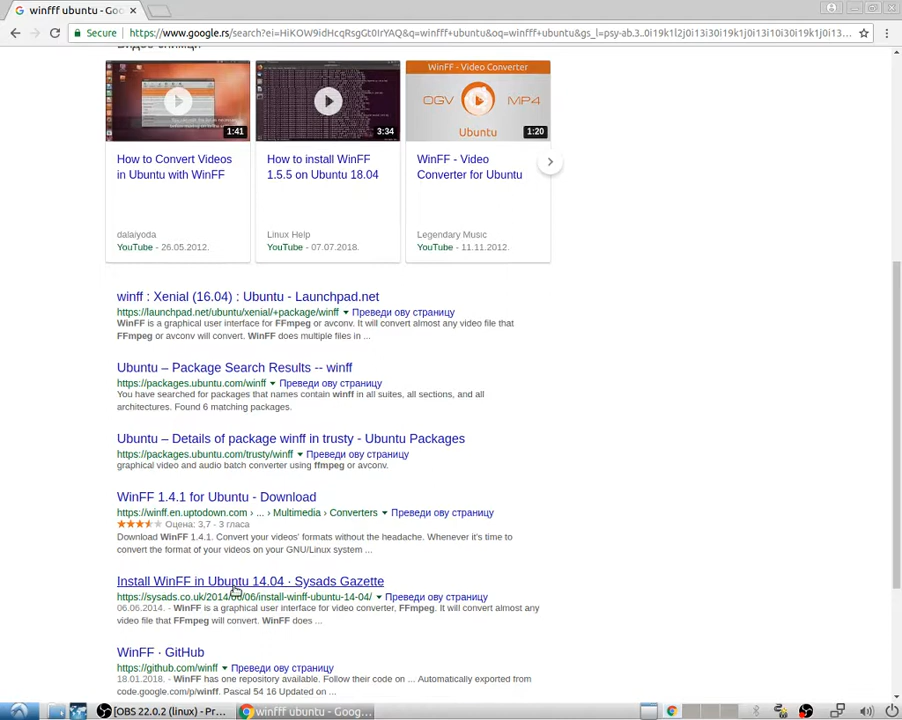 winfff ubuntu - Goo
Secure
https://www.google.rs/search?ei=HiKOW9idHcqRsgGt0IrYAQ&q=winfff+ubuntu&oq=winfff+ubuntu&gs_l=psy-ab.3..0i19k1l2j0i13i30i19k1j0i13i10i30i19k1j0i13...
How to Convert Videos
in Ubuntu with WinFF
dalaiyoda
YouTube - 26.05.2012.
1:41
How to install WinFF
1.5.5 on Ubuntu 18.04
Linux Help
YouTube - 07.07.2018.
3:34
WinFF - Video Converter
OGV
MP4
Ubuntu
1:20
WinFF - Video
Converter for Ubuntu
Legendary Music
YouTube - 11.11.2012.
winff : Xenial (16.04) : Ubuntu - Launchpad.net
https://launchpad.net/ubuntu/xenial/+package/winff Преведи ову страницу
WinFF is a graphical user interface for FFmpeg or avconv. It will convert almost any video file that
FFmpeg or avconv will convert. WinFF does multiple files in ...
Ubuntu – Package Search Results -- winff
https://packages.ubuntu.com/winff Преведи ову страницу
You have searched for packages that names contain winff in all suites, all sections, and all
architectures. Found 6 matching packages.
Ubuntu – Details of package winff in trusty - Ubuntu Packages
https://packages.ubuntu.com/trusty/winff Преведи ову страницу
graphical video and audio batch converter using ffmpeg or avconv.
WinFF 1.4.1 for Ubuntu - Download
https://winff.en.uptodown.com › ... › Multimedia › Converters Преведи ову страницу
Оцена: 3,7 - 3 гласа
Download WinFF 1.4.1. Convert your videos' formats without the headache. Whenever it's time to
convert the format of your videos on your GNU/Linux system ...
Install WinFF in Ubuntu 14.04 · Sysads Gazette
https://sysads.co.uk/2014/06/06/install-winff-ubuntu-14-04/ Преведи ову страницу
06.06.2014. - WinFF is a graphical user interface for video converter, FFmpeg. It will convert almost any
video file that FFmpeg will convert. WinFF does ...
WinFF · GitHub
https://github.com/winff Преведи ову страницу
18.01.2018. - WinFF has one repository available. Follow their code on ... Automatically exported from
code.google.com/p/winff. Pascal 54 16 Updated on ...
[OBS 22.0.2 (linux) - Pr...
winfff ubuntu - Goog...